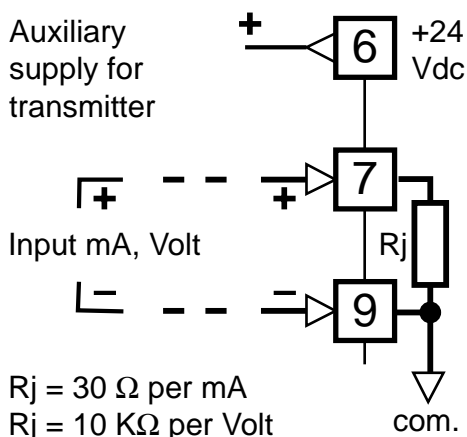 Auxiliary
supply for
transmitter
+
6
+24
Vdc
+
+
7
Input mA, Volt
Rj
−
−
9
Rj = 30 Ω per mA
Rj = 10 KΩ per Volt
com.